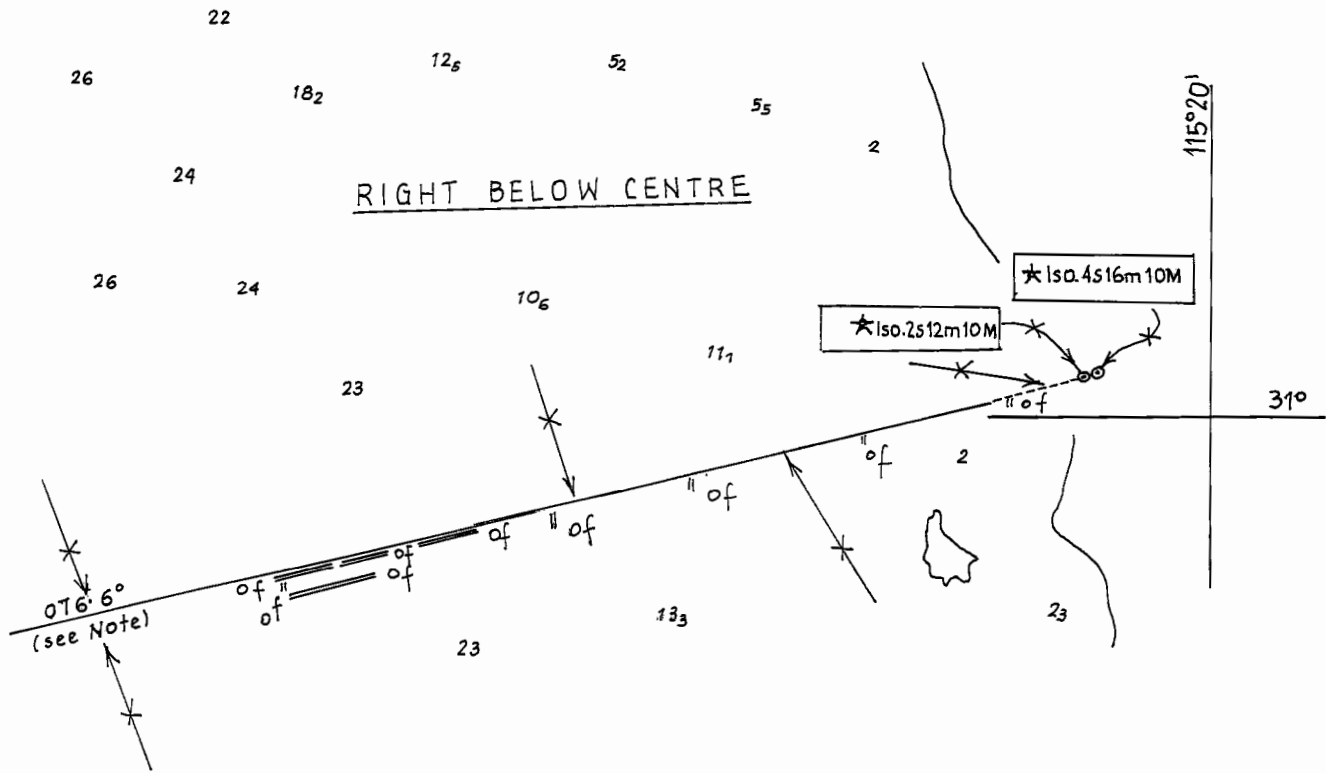 22
26
18₂
12₅
5₂
5₅
2
115°20'
24
RIGHT BELOW CENTRE
26
24
10₆
11₁
Iso.4s16m10M
Iso.2s12m10M
23
31°
of
of
2
of
of
of
of
of
of
of
076·6°
(see Note)
23
13₃
2₃